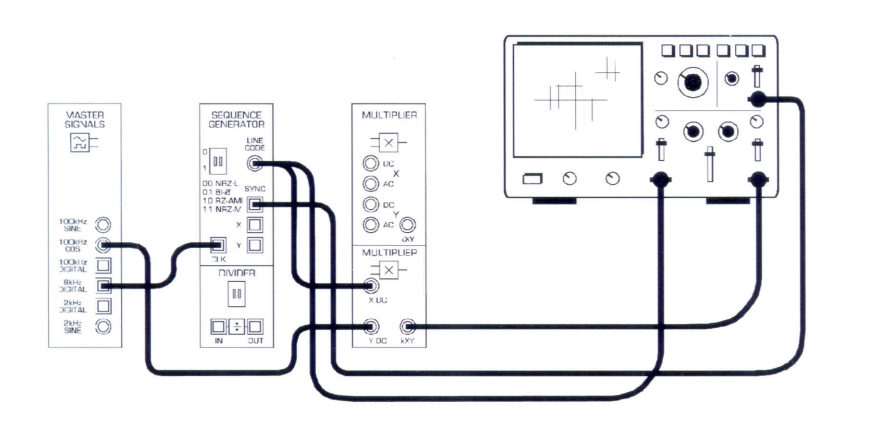 MASTER
SIGNALS
100kHz
SINE
100kHz
COS
100kHz
DIGITAL
8kHz
DIGITAL
2kHz
DIGITAL
2kHz
SINE
SEQUENCE
GENERATOR
LINE
CODE
0
1
00 NRZ-L
01 BI-Ø
10 RZ-AMI
11 NRZ-M
SYNC
X
Y
CLK
DIVIDER
÷
IN
OUT
MULTIPLIER
X
DC
X
AC
DC
Y
AC
kXY
MULTIPLIER
X
X DC
Y DC
kXY